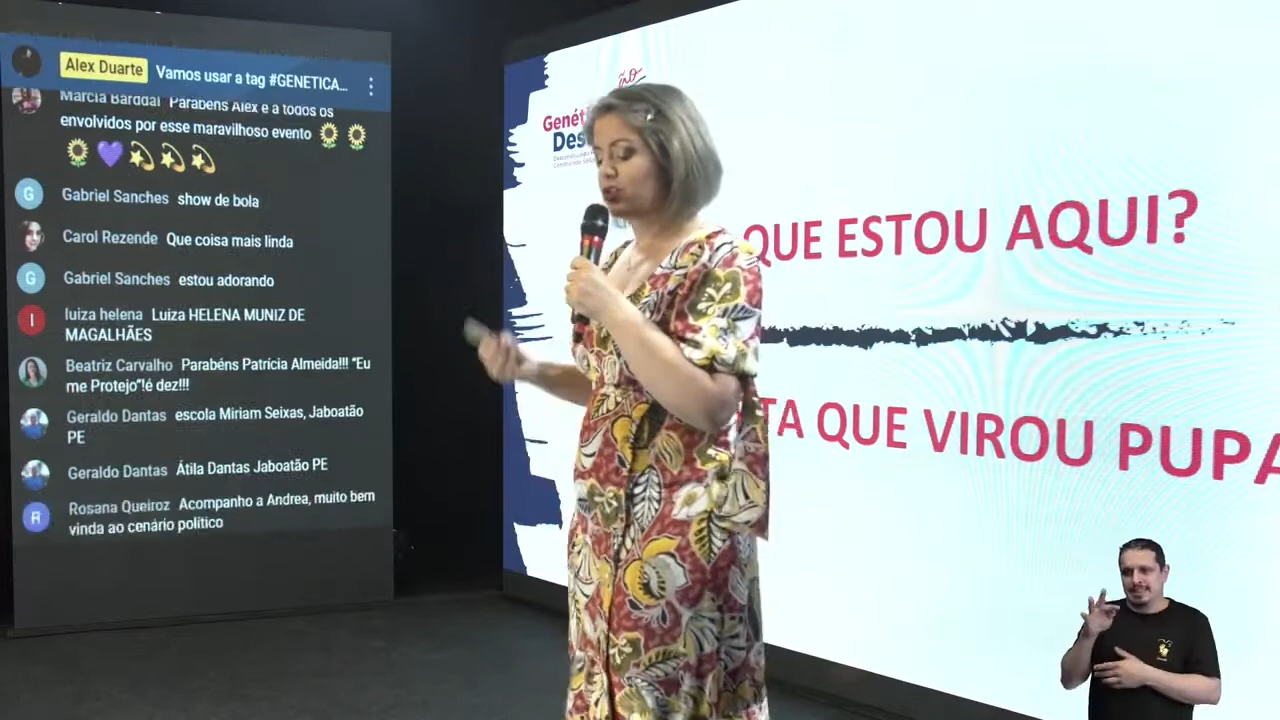 Alex Duarte Vamos usar a tag #GENETICA...
Marcia Barddal Parabéns Alex e a todos os
envolvidos por esse maravilhoso evento 🌻 🌻
🌻 💜 💫 💫 💫
G Gabriel Sanches show de bola
Carol Rezende Que coisa mais linda
G Gabriel Sanches estou adorando
l luiza helena Luiza HELENA MUNIZ DE
MAGALHÃES
Beatriz Carvalho Parabéns Patrícia Almeida!!! "Eu
me Protejo"!é dez!!!
Geraldo Dantas escola Miriam Seixas, Jaboatão
PE
Geraldo Dantas Átila Dantas Jaboatão PE
R Rosana Queiroz Acompanho a Andrea, muito bem
vinda ao cenário político
ção
Genét
Des
QUE ESTOU AQUI?
TA QUE VIROU PUPA